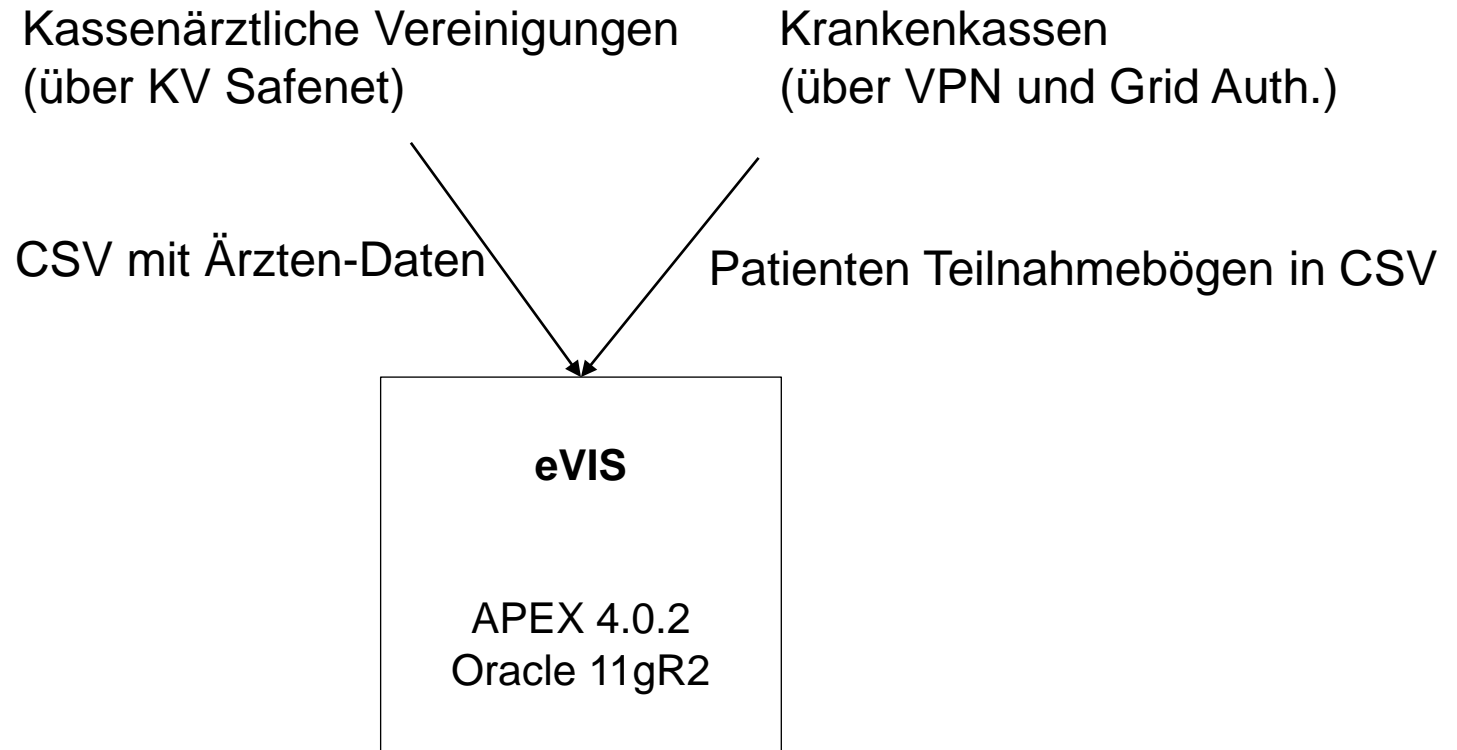 Kassenärztliche Vereinigungen
(über KV Safenet)
Krankenkassen
(über VPN und Grid Auth.)
CSV mit Ärzten-Daten
Patienten Teilnahmebögen in CSV
eVIS
APEX 4.0.2
Oracle 11gR2